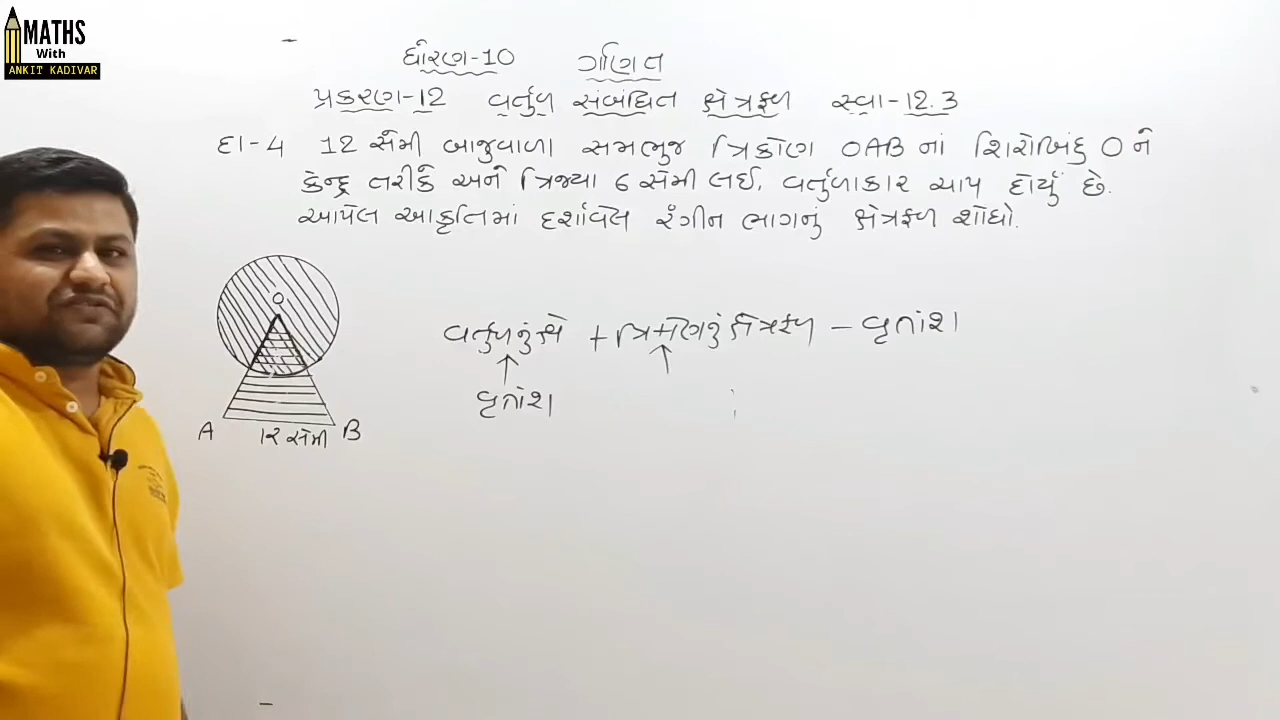 MATHS
With
ANKIT KADIVAR
ધોરણ-10 ગણિત
પ્રકરણ-12 વર્તુળ સંબંધિત ક્ષેત્રફળ સ્વા-12.3
દા-4 12 સેમી બાજુવાળા સમભુજ ત્રિકોણ OAB નાં શિરોબિંદુ O ને
કેન્દ્ર તરીકે અને ત્રિજ્યા 6 સેમી લઈ, વર્તુળાકાર ચાપ દોર્યું છે.
આપેલ આકૃતિમાં દર્શાવેલ રંગીન ભાગનું ક્ષેત્રફળ શોધો.
O
વર્તુળનું ક્ષે + ત્રિકોણનું ક્ષેત્રફળ - વૃતાંશ
↑ ↑
વૃતાંશ
A 12 સેમી B